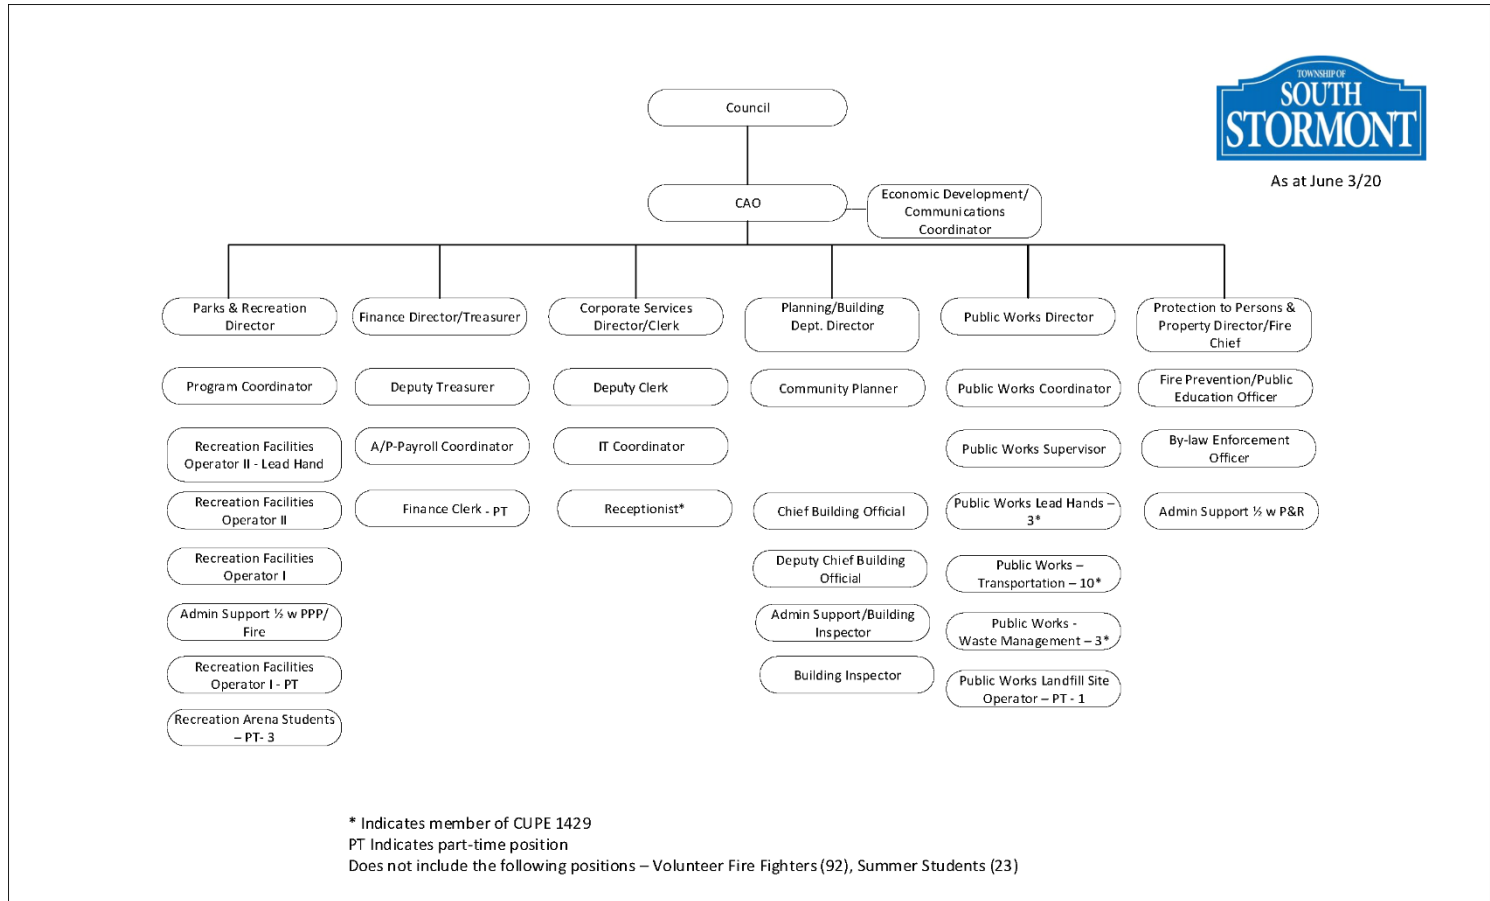 TOWNSHIP OF
SOUTH
STORMONT
As at June 3/20
Council
CAO
Economic Development/
Communications
Coordinator
Parks & Recreation
Director
Program Coordinator
Recreation Facilities
Operator II - Lead Hand
Recreation Facilities
Operator II
Recreation Facilities
Operator I
Admin Support ½ w PPP/
Fire
Recreation Facilities
Operator I - PT
Recreation Arena Students
– PT- 3
Finance Director/Treasurer
Deputy Treasurer
A/P-Payroll Coordinator
Finance Clerk - PT
Corporate Services
Director/Clerk
Deputy Clerk
IT Coordinator
Receptionist*
Planning/Building
Dept. Director
Community Planner
Chief Building Official
Deputy Chief Building
Official
Admin Support/Building
Inspector
Building Inspector
Public Works Director
Public Works Coordinator
Public Works Supervisor
Public Works Lead Hands –
3*
Public Works –
Transportation – 10*
Public Works -
Waste Management – 3*
Public Works Landfill Site
Operator – PT - 1
Protection to Persons &
Property Director/Fire
Chief
Fire Prevention/Public
Education Officer
By-law Enforcement
Officer
Admin Support ½ w P&R
* Indicates member of CUPE 1429
PT Indicates part-time position
Does not include the following positions – Volunteer Fire Fighters (92), Summer Students (23)